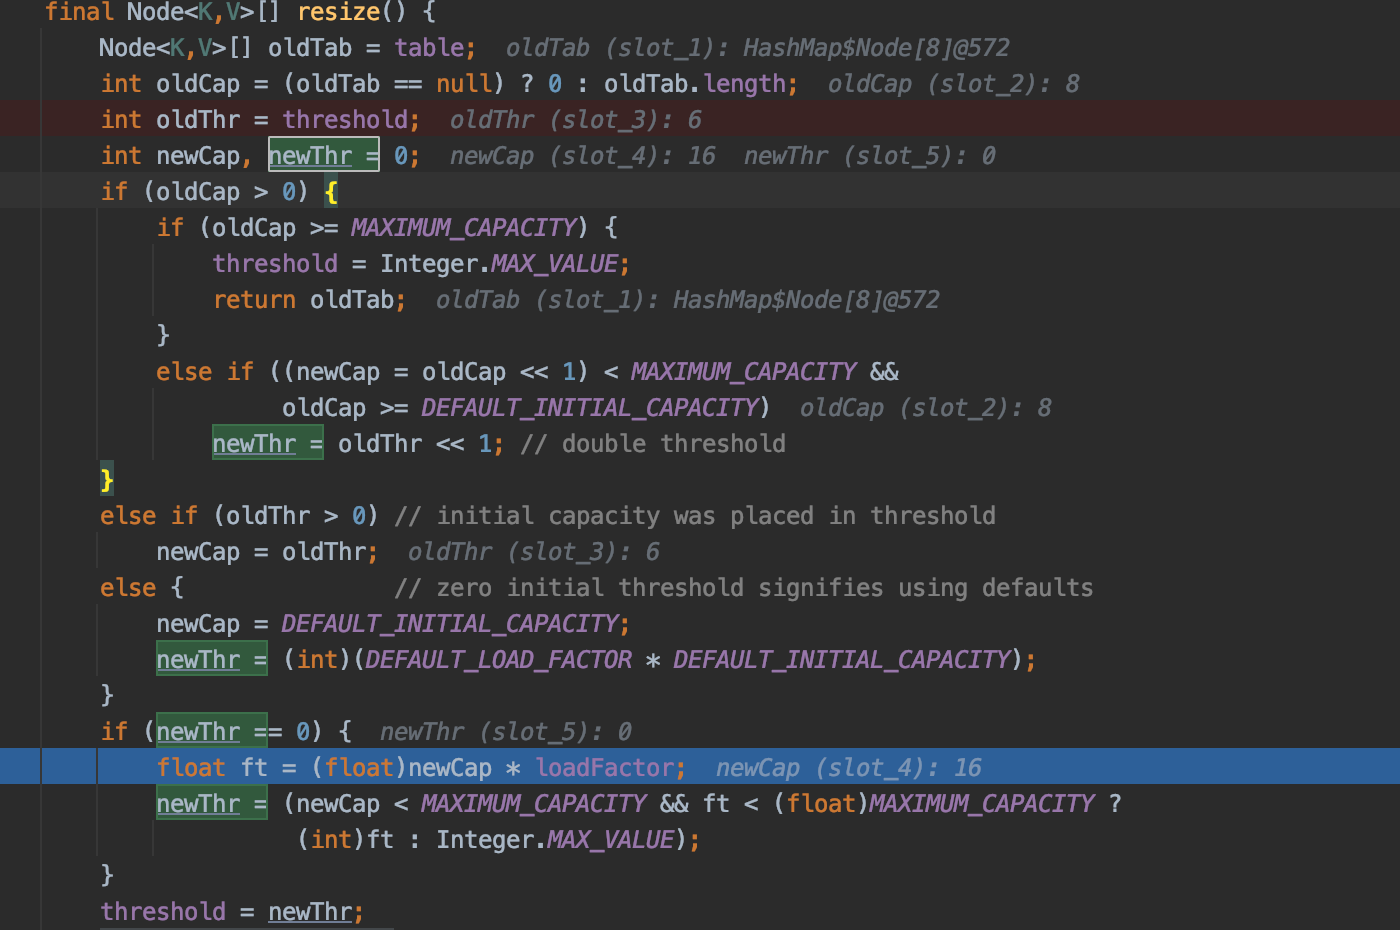 final Node<K,V>[] resize() {
Node<K,V>[] oldTab = table; oldTab (slot_1): HashMap$Node[8]@572
int oldCap = (oldTab == null) ? 0 : oldTab.length; oldCap (slot_2): 8
int oldThr = threshold; oldThr (slot_3): 6
int newCap, newThr = 0; newCap (slot_4): 16 newThr (slot_5): 0
if (oldCap > 0) {
if (oldCap >= MAXIMUM_CAPACITY) {
threshold = Integer.MAX_VALUE;
return oldTab; oldTab (slot_1): HashMap$Node[8]@572
}
else if ((newCap = oldCap << 1) < MAXIMUM_CAPACITY &&
oldCap >= DEFAULT_INITIAL_CAPACITY) oldCap (slot_2): 8
newThr = oldThr << 1; // double threshold
}
else if (oldThr > 0) // initial capacity was placed in threshold
newCap = oldThr; oldThr (slot_3): 6
else { // zero initial threshold signifies using defaults
newCap = DEFAULT_INITIAL_CAPACITY;
newThr = (int)(DEFAULT_LOAD_FACTOR * DEFAULT_INITIAL_CAPACITY);
}
if (newThr == 0) { newThr (slot_5): 0
float ft = (float)newCap * loadFactor; newCap (slot_4): 16
newThr = (newCap < MAXIMUM_CAPACITY && ft < (float)MAXIMUM_CAPACITY ?
(int)ft : Integer.MAX_VALUE);
}
threshold = newThr;